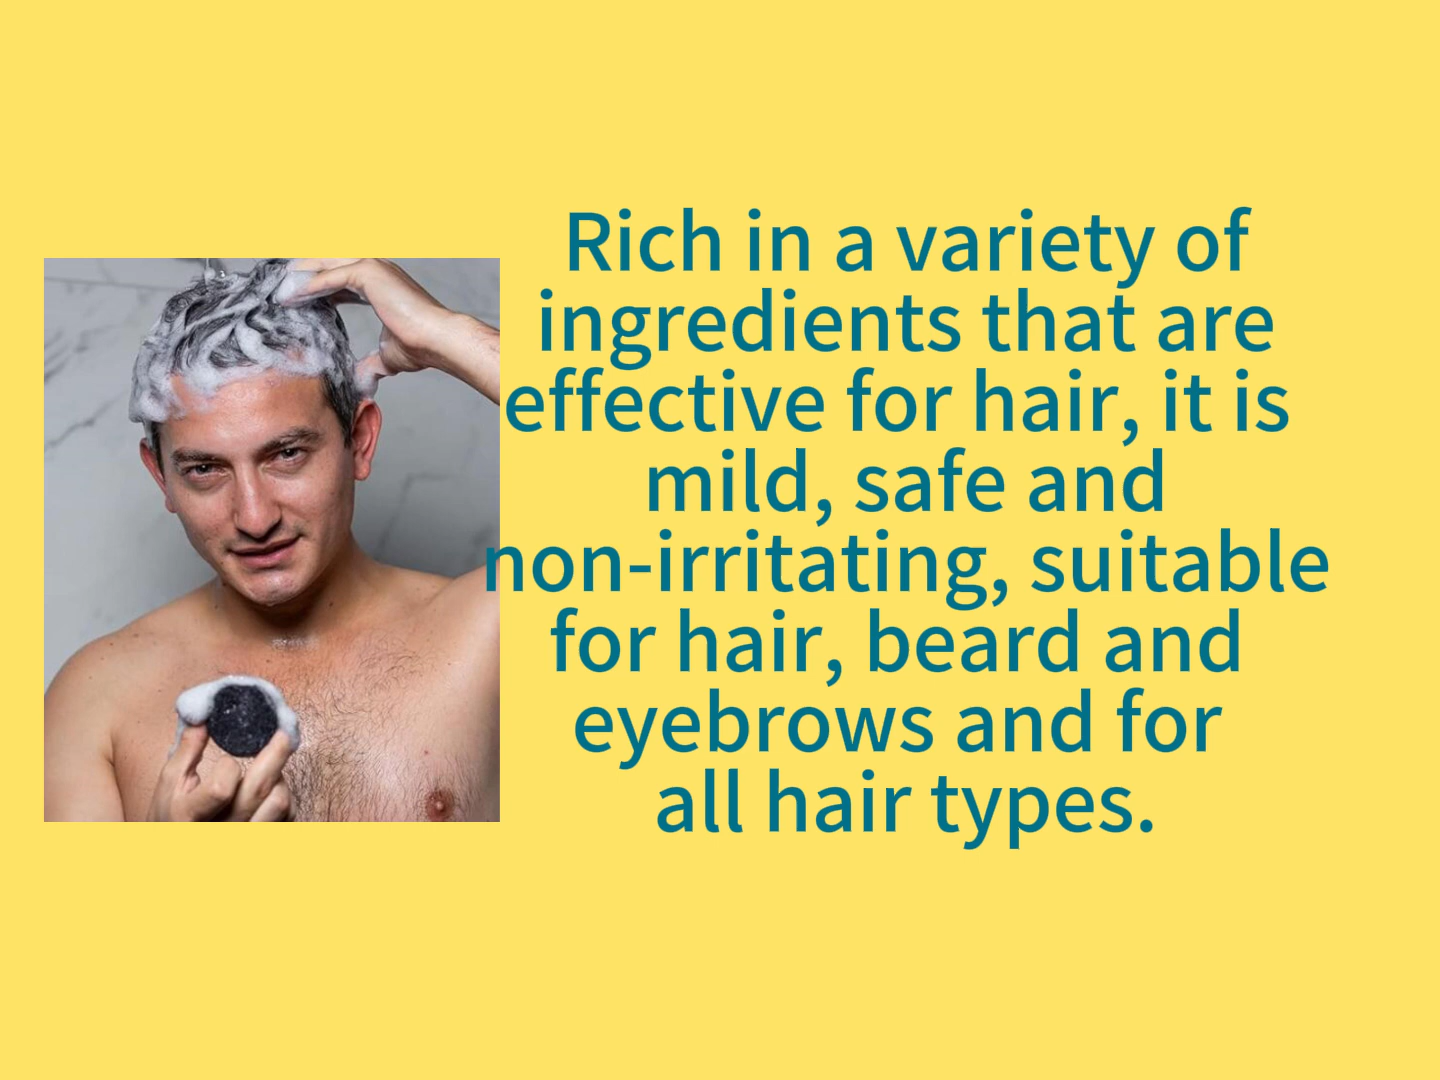 Rich in a variety of
ingredients that are
effective for hair, it is
mild, safe and
non-irritating, suitable
for hair, beard and
eyebrows and for
all hair types.